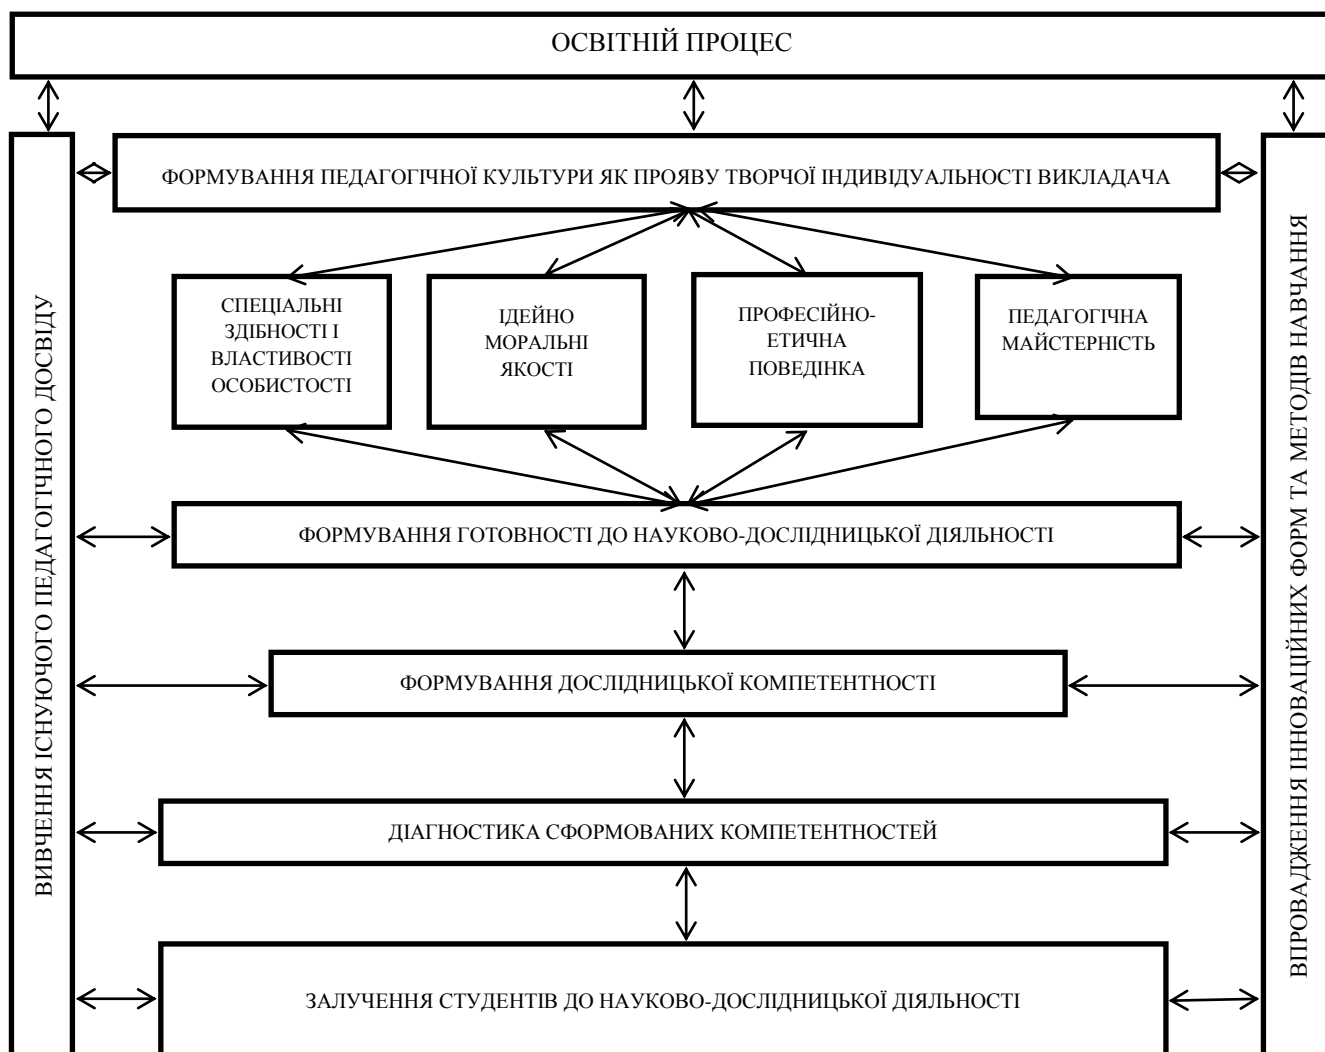 ОСВІТНІЙ ПРОЦЕС
ВИВЧЕННЯ ІСНУЮЧОГО ПЕДАГОГІЧНОГО ДОСВІДУ
ФОРМУВАННЯ ПЕДАГОГІЧНОЇ КУЛЬТУРИ ЯК ПРОЯВУ ТВОРЧОЇ ІНДИВІДУАЛЬНОСТІ ВИКЛАДАЧА
СПЕЦІАЛЬНІ
ЗДІБНОСТІ І
ВЛАСТИВОСТІ
ОСОБИСТОСТІ
ІДЕЙНО
МОРАЛЬНІ
ЯКОСТІ
ПРОФЕСІЙНО-
ЕТИЧНА
ПОВЕДІНКА
ПЕДАГОГІЧНА
МАЙСТЕРНІСТЬ
ФОРМУВАННЯ ГОТОВНОСТІ ДО НАУКОВО-ДОСЛІДНИЦЬКОЇ ДІЯЛЬНОСТІ
ФОРМУВАННЯ ДОСЛІДНИЦЬКОЇ КОМПЕТЕНТНОСТІ
ДІАГНОСТИКА СФОРМОВАНИХ КОМПЕТЕНТНОСТЕЙ
ЗАЛУЧЕННЯ СТУДЕНТІВ ДО НАУКОВО-ДОСЛІДНИЦЬКОЇ ДІЯЛЬНОСТІ
ВПРОВАДЖЕННЯ ІННОВАЦІЙНИХ ФОРМ ТА МЕТОДІВ НАВЧАННЯ